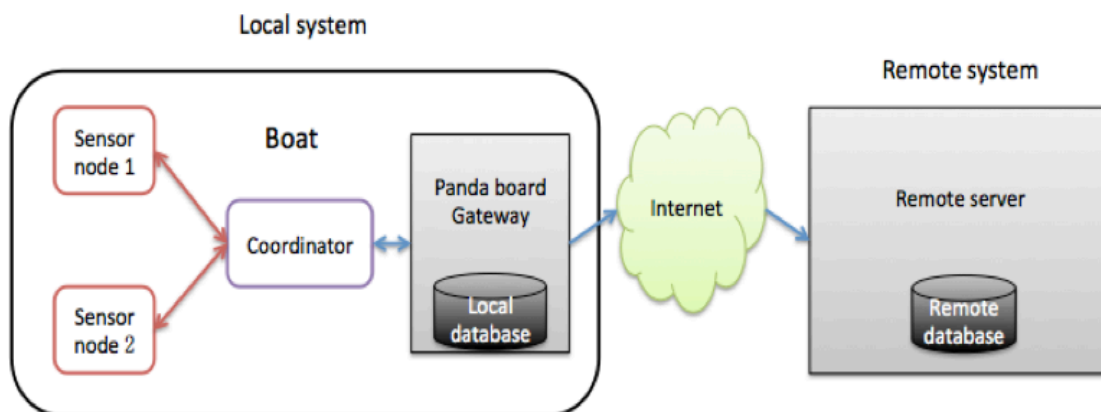 Local system
Remote system
Boat
Sensor
node 1
Coordinator
Sensor
node 2
Panda board
Gateway
Local
database
Internet
Remote server
Remote
database